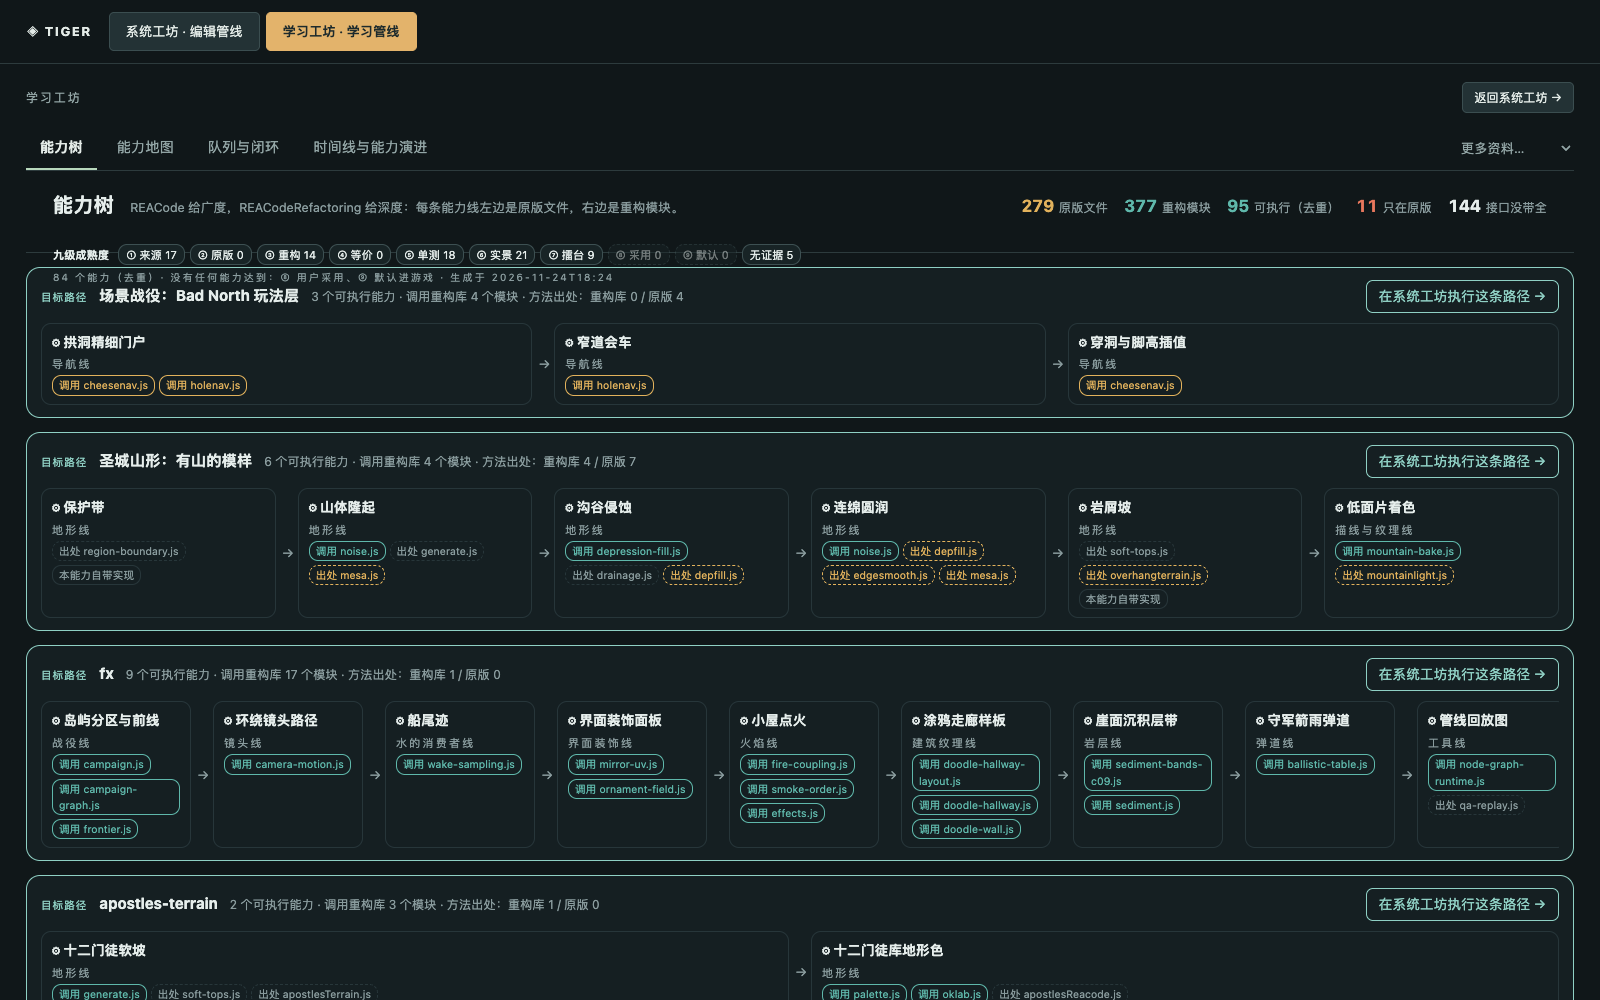 ◈ TIGER
系统工坊 · 编辑管线
学习工坊 · 学习管线
学习工坊
返回系统工坊 →
能力树
能力地图
队列与闭环
时间线与能力演进
更多资料...
能力树
REACode 给广度，REACodeRefactoring 给深度：每条能力线左边是原版文件，右边是重构模块。
279 原版文件
377 重构模块
95 可执行（去重）
11 只在原版
144 接口没带全
九级成熟度
① 来源 17
② 原版 0
③ 重构 14
④ 等价 0
⑤ 单测 18
⑥ 实景 21
⑦ 擂台 9
⑧ 采用 0
⑨ 默认 0
无证据 5
84 个能力（去重）· 没有任何能力达到：⑧ 用户采用、⑨ 默认进游戏 · 生成于 2026-11-24T18:24
目标路径 场景战役：Bad North 玩法层 3 个可执行能力 · 调用重构库 4 个模块 · 方法出处：重构库 0 / 原版 4
在系统工坊执行这条路径 →
⚙ 拱洞精细门户
导航线
调用 cheesenav.js
调用 holenav.js
→
⚙ 窄道会车
导航线
调用 holenav.js
→
⚙ 穿洞与脚高插值
导航线
调用 cheesenav.js
目标路径 圣城山形：有山的模样 6 个可执行能力 · 调用重构库 4 个模块 · 方法出处：重构库 4 / 原版 7
在系统工坊执行这条路径 →
⚙ 保护带
地形线
出处 region-boundary.js
本能力自带实现
→
⚙ 山体隆起
地形线
调用 noise.js
出处 generate.js
出处 mesa.js
→
⚙ 沟谷侵蚀
地形线
调用 depression-fill.js
出处 drainage.js
出处 depfill.js
→
⚙ 连绵圆润
地形线
调用 noise.js
出处 depfill.js
出处 edgesmooth.js
出处 mesa.js
→
⚙ 岩屑坡
地形线
出处 soft-tops.js
出处 overhangterrain.js
本能力自带实现
→
⚙ 低面片着色
描线与纹理线
调用 mountain-bake.js
出处 mountainlight.js
目标路径 fx 9 个可执行能力 · 调用重构库 17 个模块 · 方法出处：重构库 1 / 原版 0
在系统工坊执行这条路径 →
⚙ 岛屿分区与前线
战役线
调用 campaign.js
调用 campaign-
graph.js
调用 frontier.js
→
⚙ 环绕镜头路径
镜头线
调用 camera-motion.js
→
⚙ 船尾迹
水的消费者线
调用 wake-sampling.js
→
⚙ 界面装饰面板
界面装饰线
调用 mirror-uv.js
调用 ornament-field.js
→
⚙ 小屋点火
火焰线
调用 fire-coupling.js
调用 smoke-order.js
调用 effects.js
→
⚙ 涂鸦走廊样板
建筑纹理线
调用 doodle-hallway-
layout.js
调用 doodle-hallway.js
调用 doodle-wall.js
→
⚙ 崖面沉积层带
岩层线
调用 sediment-bands-
c09.js
调用 sediment.js
→
⚙ 守军箭雨弹道
弹道线
调用 ballistic-table.js
→
⚙ 管线回放图
工具线
调用 node-graph-
runtime.js
出处 qa-replay.js
目标路径 apostles-terrain 2 个可执行能力 · 调用重构库 3 个模块 · 方法出处：重构库 1 / 原版 0
在系统工坊执行这条路径 →
⚙ 十二门徒软坡
地形线
调用 generate.js
出处 soft-tops.js
出处 apostlesTerrain.js
→
⚙ 十二门徒库地形色
地形线
调用 palette.js
调用 oklab.js
出处 apostlesReacode.js